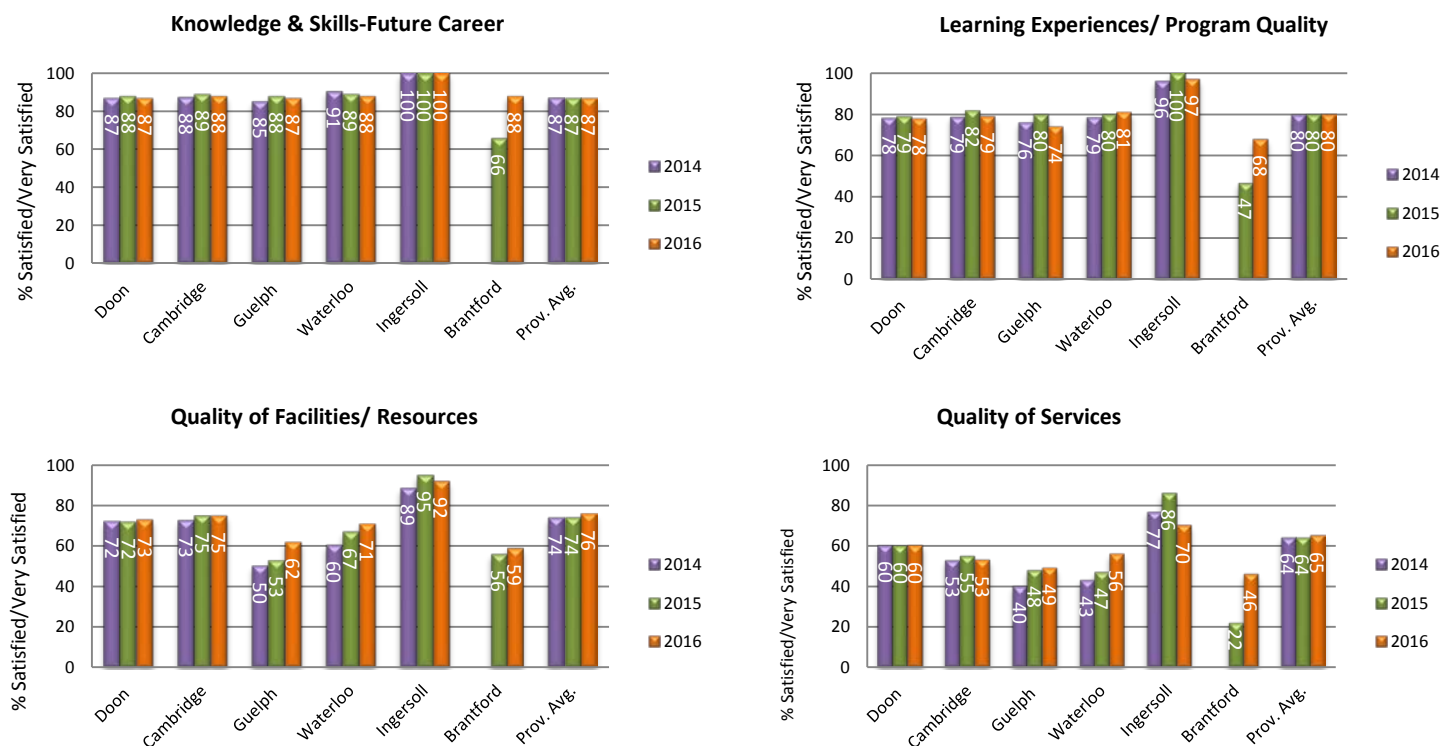 Knowledge & Skills-Future Career
% Satisfied/Very Satisfied
100
80
60
40
20
0
87 88 87
88 89 88
85 88 87
91 89 88
100 100 100
66 88
87 87 87
Doon Cambridge Guelph Waterloo Ingersoll Brantford Prov. Avg.
2014
2015
2016
Learning Experiences/ Program Quality
% Satisfied/Very Satisfied
100
80
60
40
20
0
78 79 78
79 82 79
76 80 74
79 80 81
96 100 97
47 68
80 80 80
Doon Cambridge Guelph Waterloo Ingersoll Brantford Prov. Avg.
2014
2015
2016
Quality of Facilities/ Resources
% Satisfied/Very Satisfied
100
80
60
40
20
0
72 72 73
73 75 75
50 53 62
60 67 71
89 95 92
56 59
74 74 76
Doon Cambridge Guelph Waterloo Ingersoll Brantford Prov. Avg.
2014
2015
2016
Quality of Services
% Satisfied/Very Satisfied
100
80
60
40
20
0
60 60 60
53 55 53
40 48 49
43 47 56
77 86 70
22 46
64 64 65
Doon Cambridge Guelph Waterloo Ingersoll Brantford Prov. Avg.
2014
2015
2016